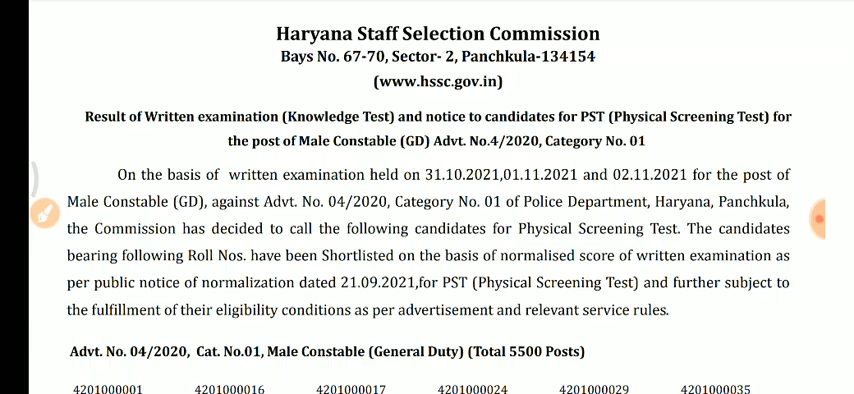 Haryana Staff Selection Commission
Bays No. 67-70, Sector- 2, Panchkula-134154
(www.hssc.gov.in)
Result of Written examination (Knowledge Test) and notice to candidates for PST (Physical Screening Test) for
the post of Male Constable (GD) Advt. No.4/2020, Category No. 01
On the basis of written examination held on 31.10.2021,01.11.2021 and 02.11.2021 for the post of
Male Constable (GD), against Advt. No. 04/2020, Category No. 01 of Police Department, Haryana, Panchkula,
the Commission has decided to call the following candidates for Physical Screening Test. The candidates
bearing following Roll Nos. have been Shortlisted on the basis of normalised score of written examination as
per public notice of normalization dated 21.09.2021,for PST (Physical Screening Test) and further subject to
the fulfillment of their eligibility conditions as per advertisement and relevant service rules.
Advt. No. 04/2020, Cat. No.01, Male Constable (General Duty) (Total 5500 Posts)
4201000001 4201000016 4201000017 4201000024 4201000029 4201000035